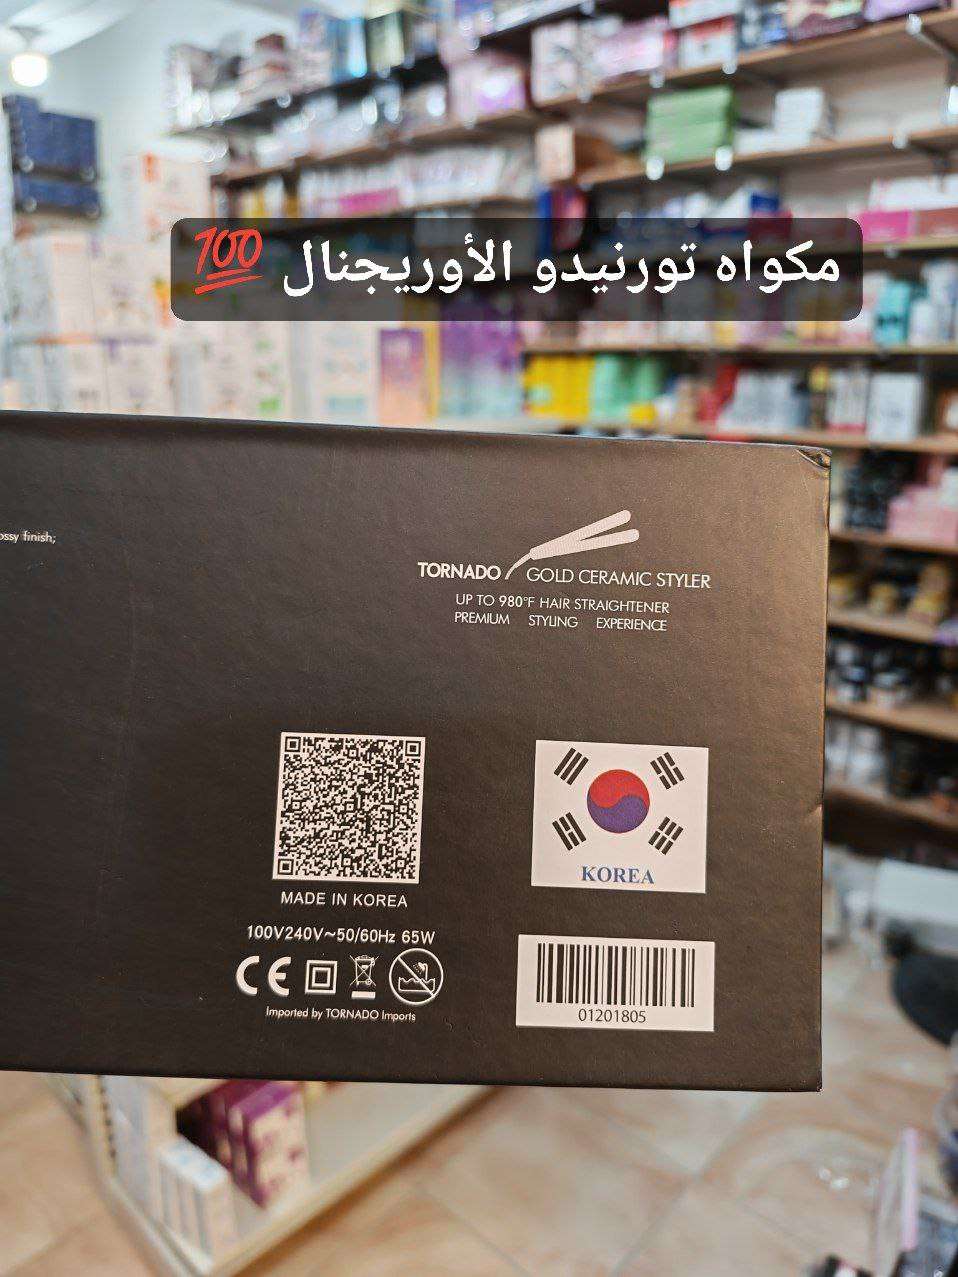 مكواه تورنيدو الأوريجنال 💯
ossy finish;
TORNADO GOLD CERAMIC STYLER
UP TO 980°F HAIR STRAIGHTENER
PREMIUM STYLING EXPERIENCE
MADE IN KOREA
KOREA
100V240V~50/60Hz 65W
CE
Imported by TORNADO Imports
01201805